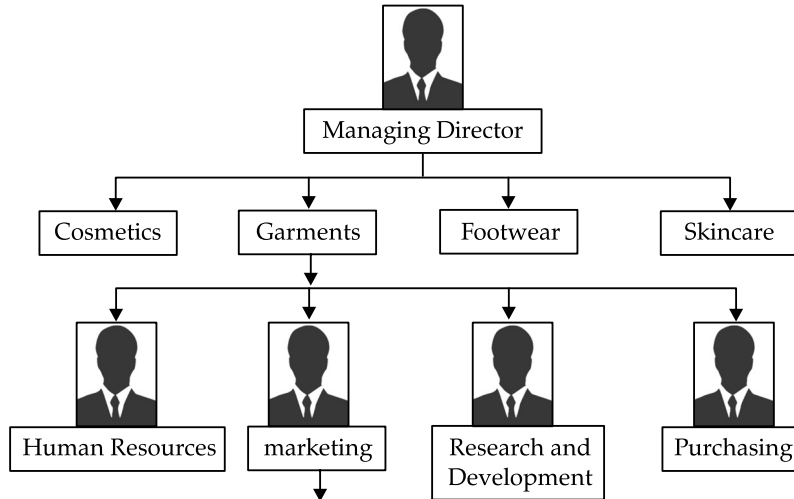 Managing Director
Cosmetics
Garments
Footwear
Skincare
Human Resources
marketing
Research and
Development
Purchasing